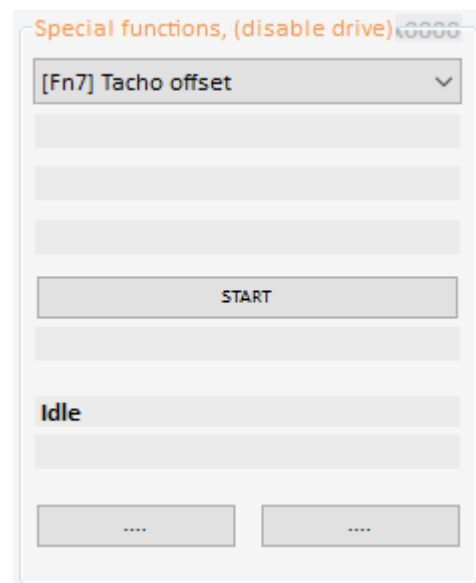 Special functions, (disable drive)
[Fn7] Tacho offset
START
Idle
.... ....